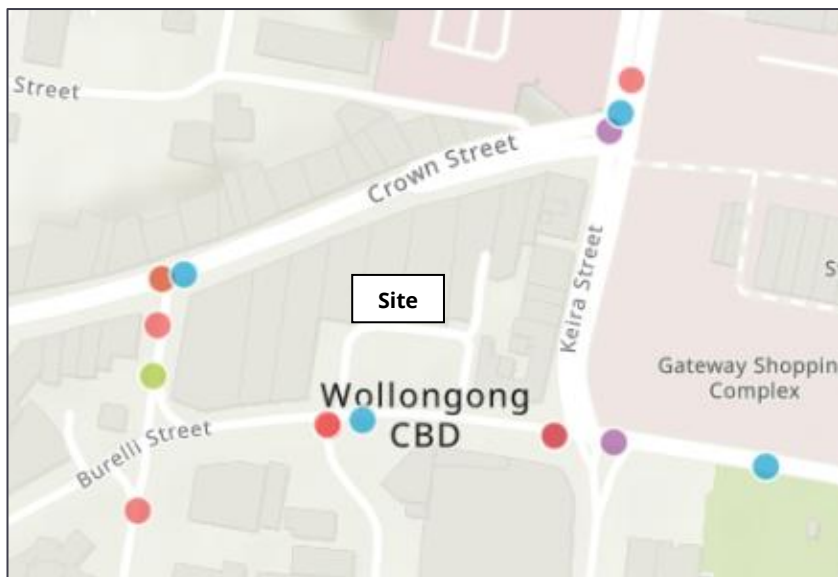 Street
Crown Street
Site
Keira Street
S
Gateway Shoppin
Complex
Wollongong
CBD
Burelli Street